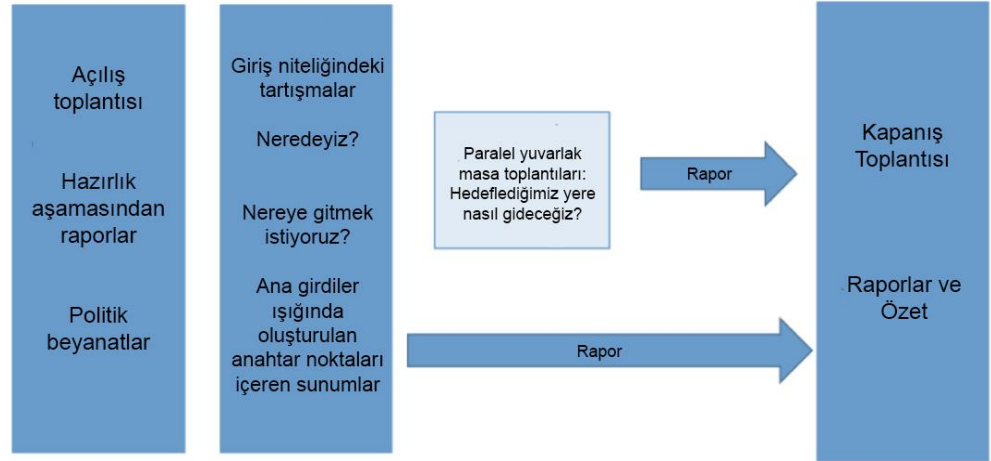 Açılış
toplantısı
Hazırlık
aşamasından
raporlar
Politik
beyanatlar
Giriş niteliğindeki
tartışmalar
Neredeyiz?
Nereye gitmek
istiyoruz?
Ana girdiler
ışığında
oluşturulan
anahtar noktaları
içeren sunumlar
Paralel yuvarlak
masa toplantıları:
Hedeflediğimiz yere
nasıl gideceğiz?
Rapor
Rapor
Kapanış
Toplantısı
Raporlar ve
Özet